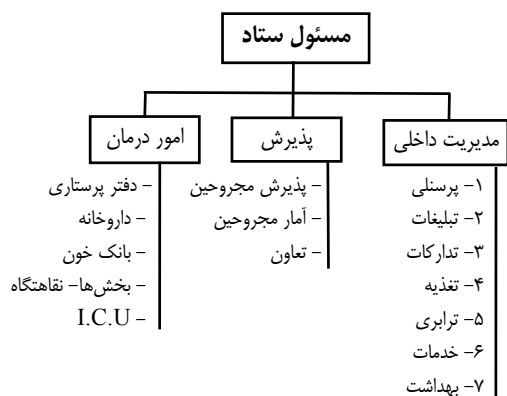 مسئول ستاد
مدیریت داخلی
۱- پرسنلی
۲- تبلیغات
۳- تدارکات
۴- تغذیه
۵- ترابری
۶- خدمات
۷- بهداشت
پذیرش
- پذیرش مجروحین
- آمار مجروحین
- تعاون
امور درمان
- دفتر پرستاری
- داروخانه
- بانک خون
- بخش‌ها- نقاهتگاه
- I.C.U